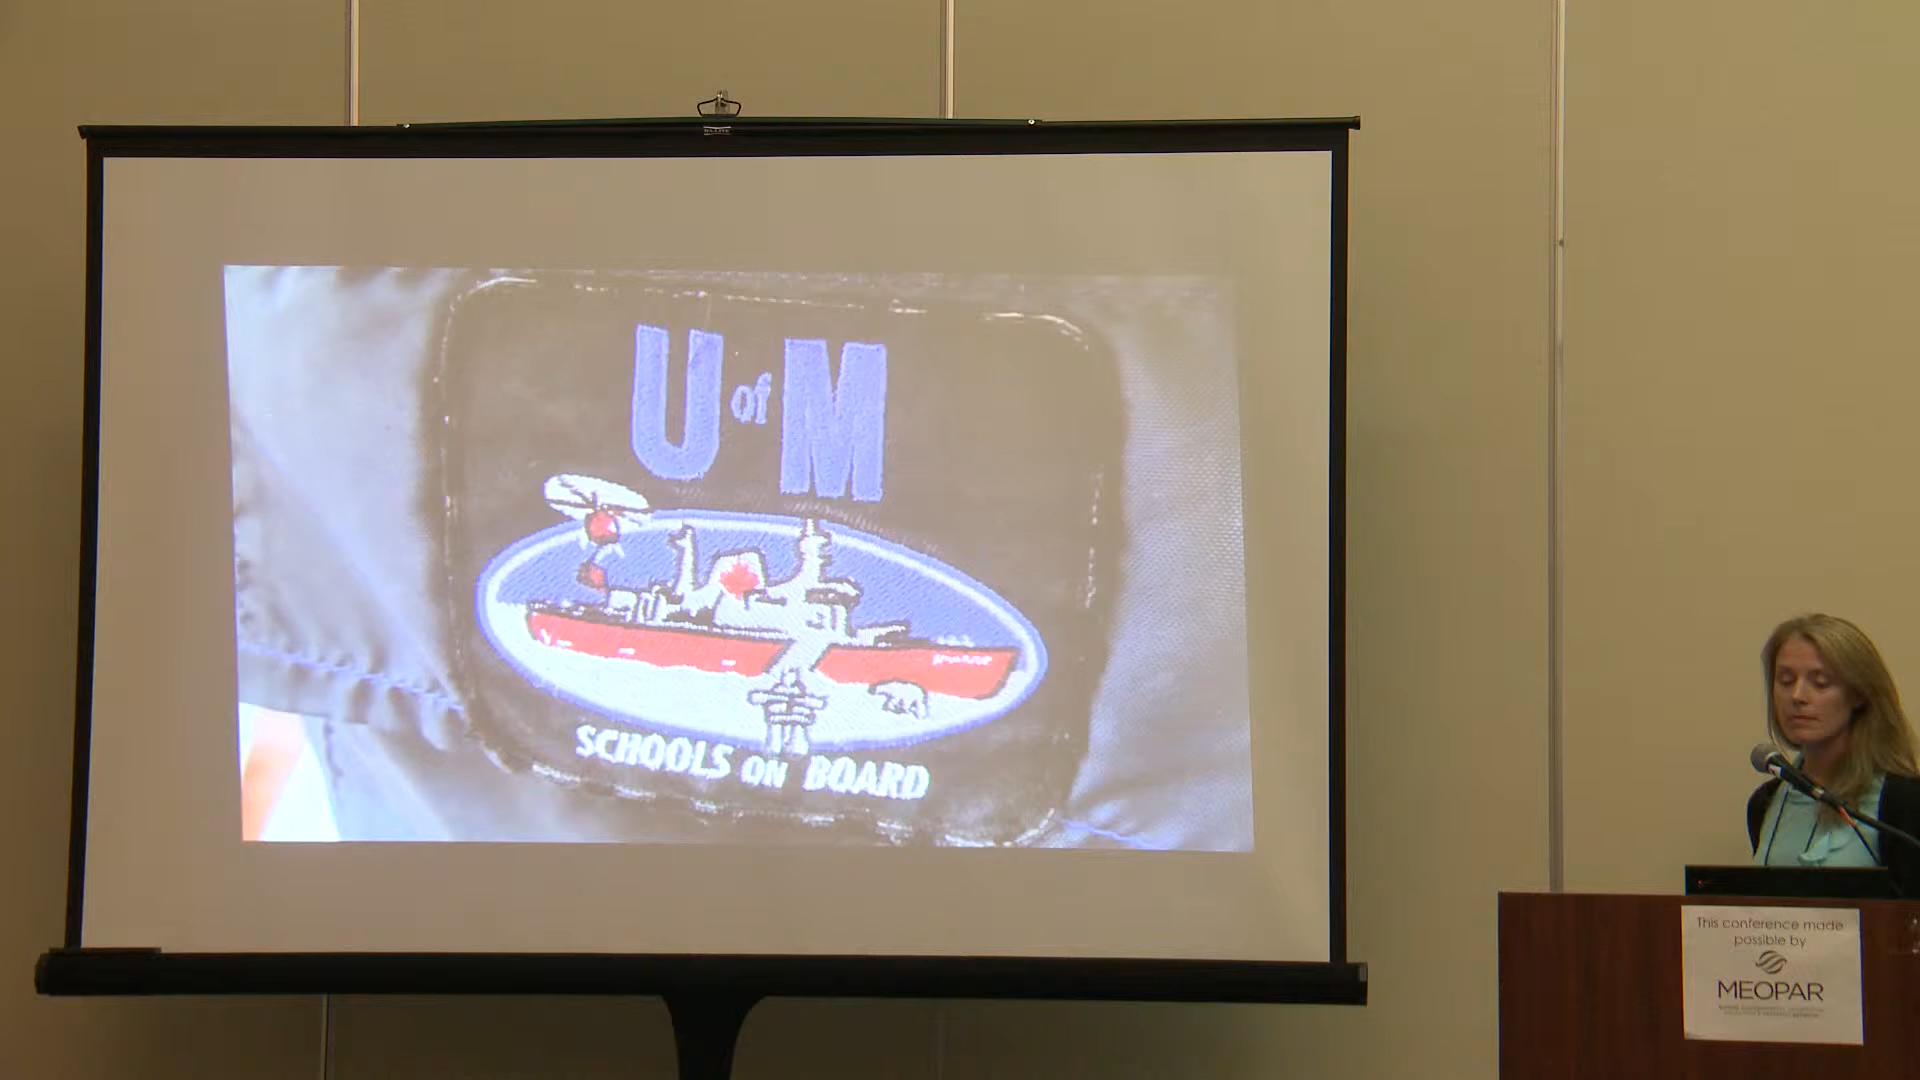 U of M
SCHOOLS ON BOARD
This conference made
possible by
MEOPAR